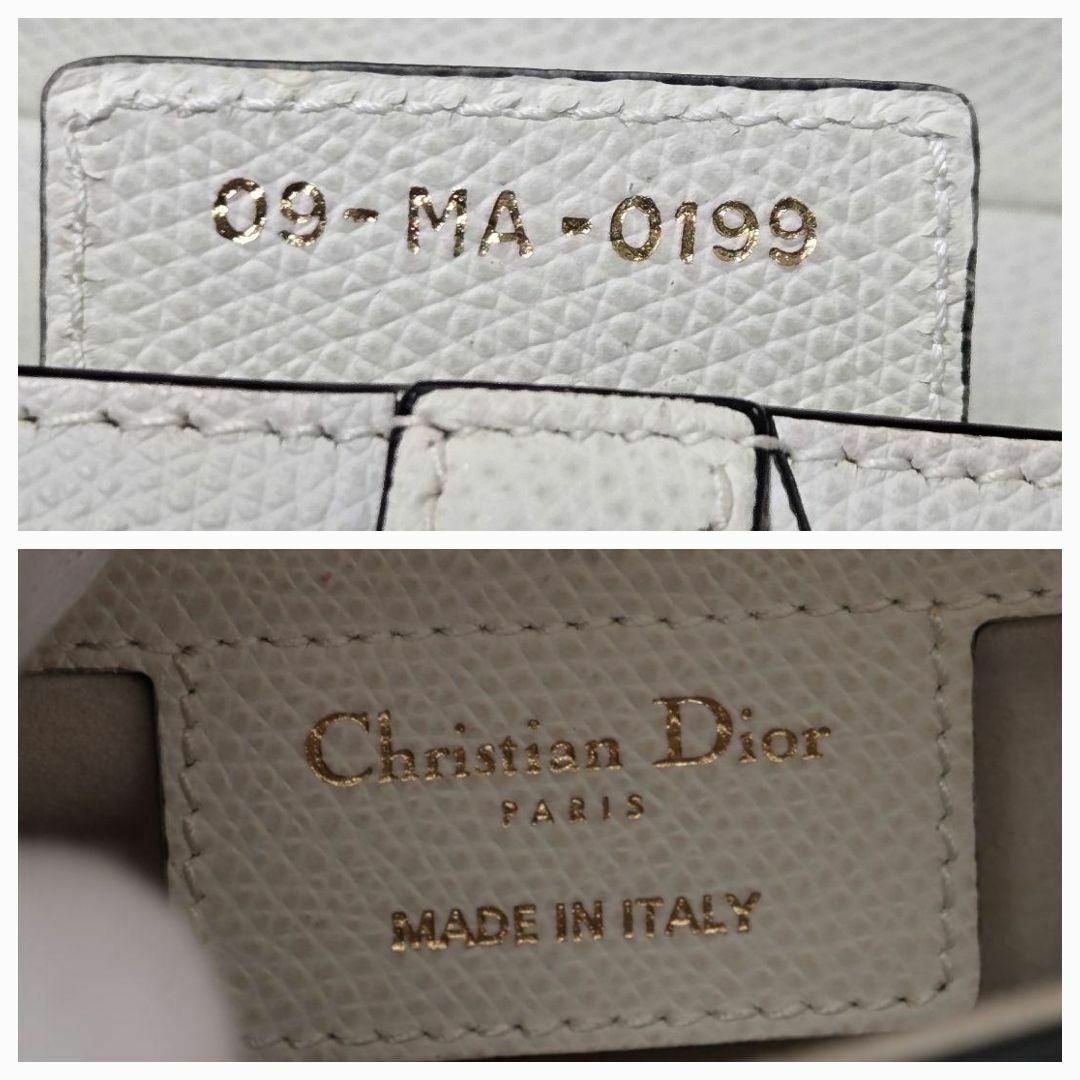 09-MA-0199
Christian Dior
PARIS
MADE IN ITALY